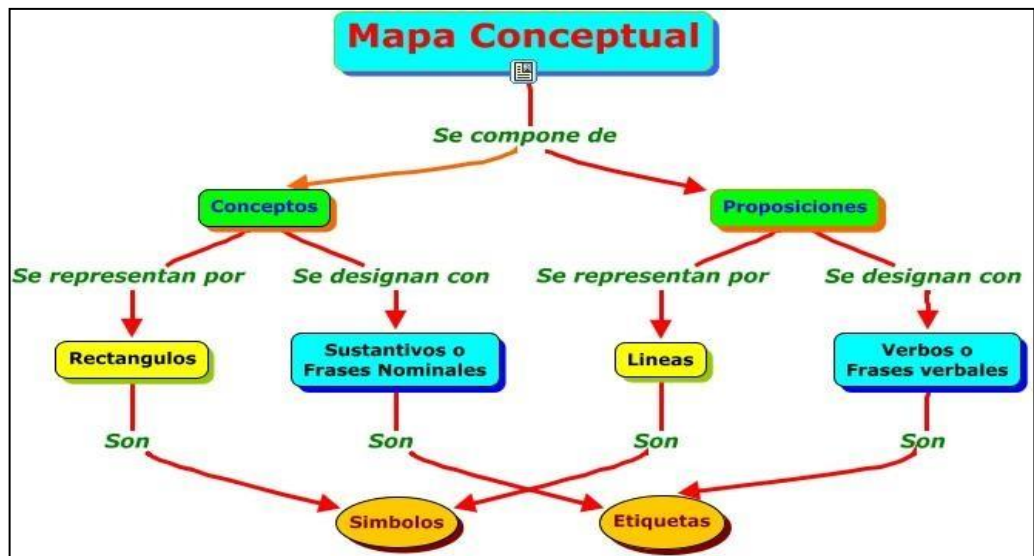 Mapa Conceptual
Se compone de
Conceptos
Proposiciones
Se representan por
Se designan con
Se representan por
Se designan con
Rectangulos
Sustantivos o
Frases Nominales
Lineas
Verbos o
Frases verbales
Son
Son
Son
Son
Simbolos
Etiquetas